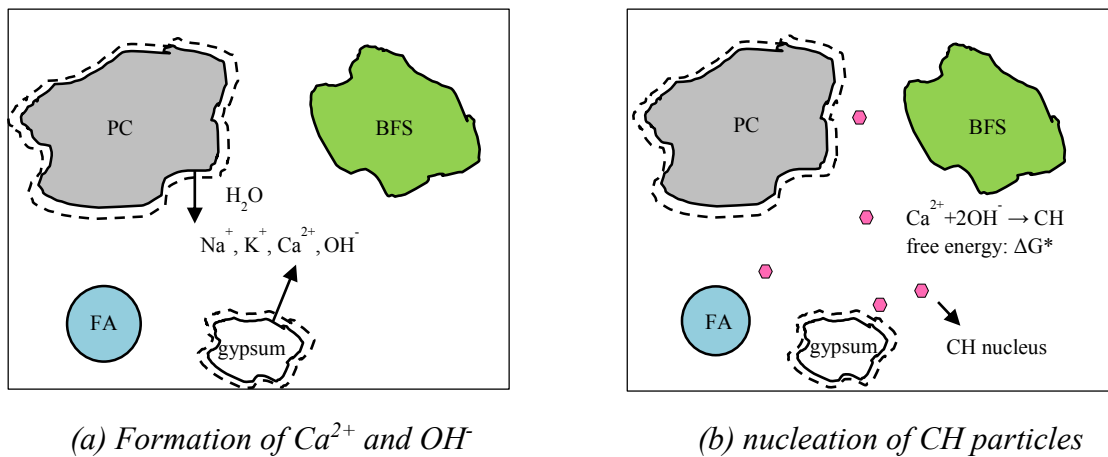 PC
BFS
H₂O
Na⁺, K⁺, Ca²⁺, OH⁻
FA
gypsum
(a) Formation of Ca²⁺ and OH⁻
PC
BFS
Ca²⁺+2OH⁻ → CH
free energy: ΔG*
FA
gypsum
CH nucleus
(b) nucleation of CH particles